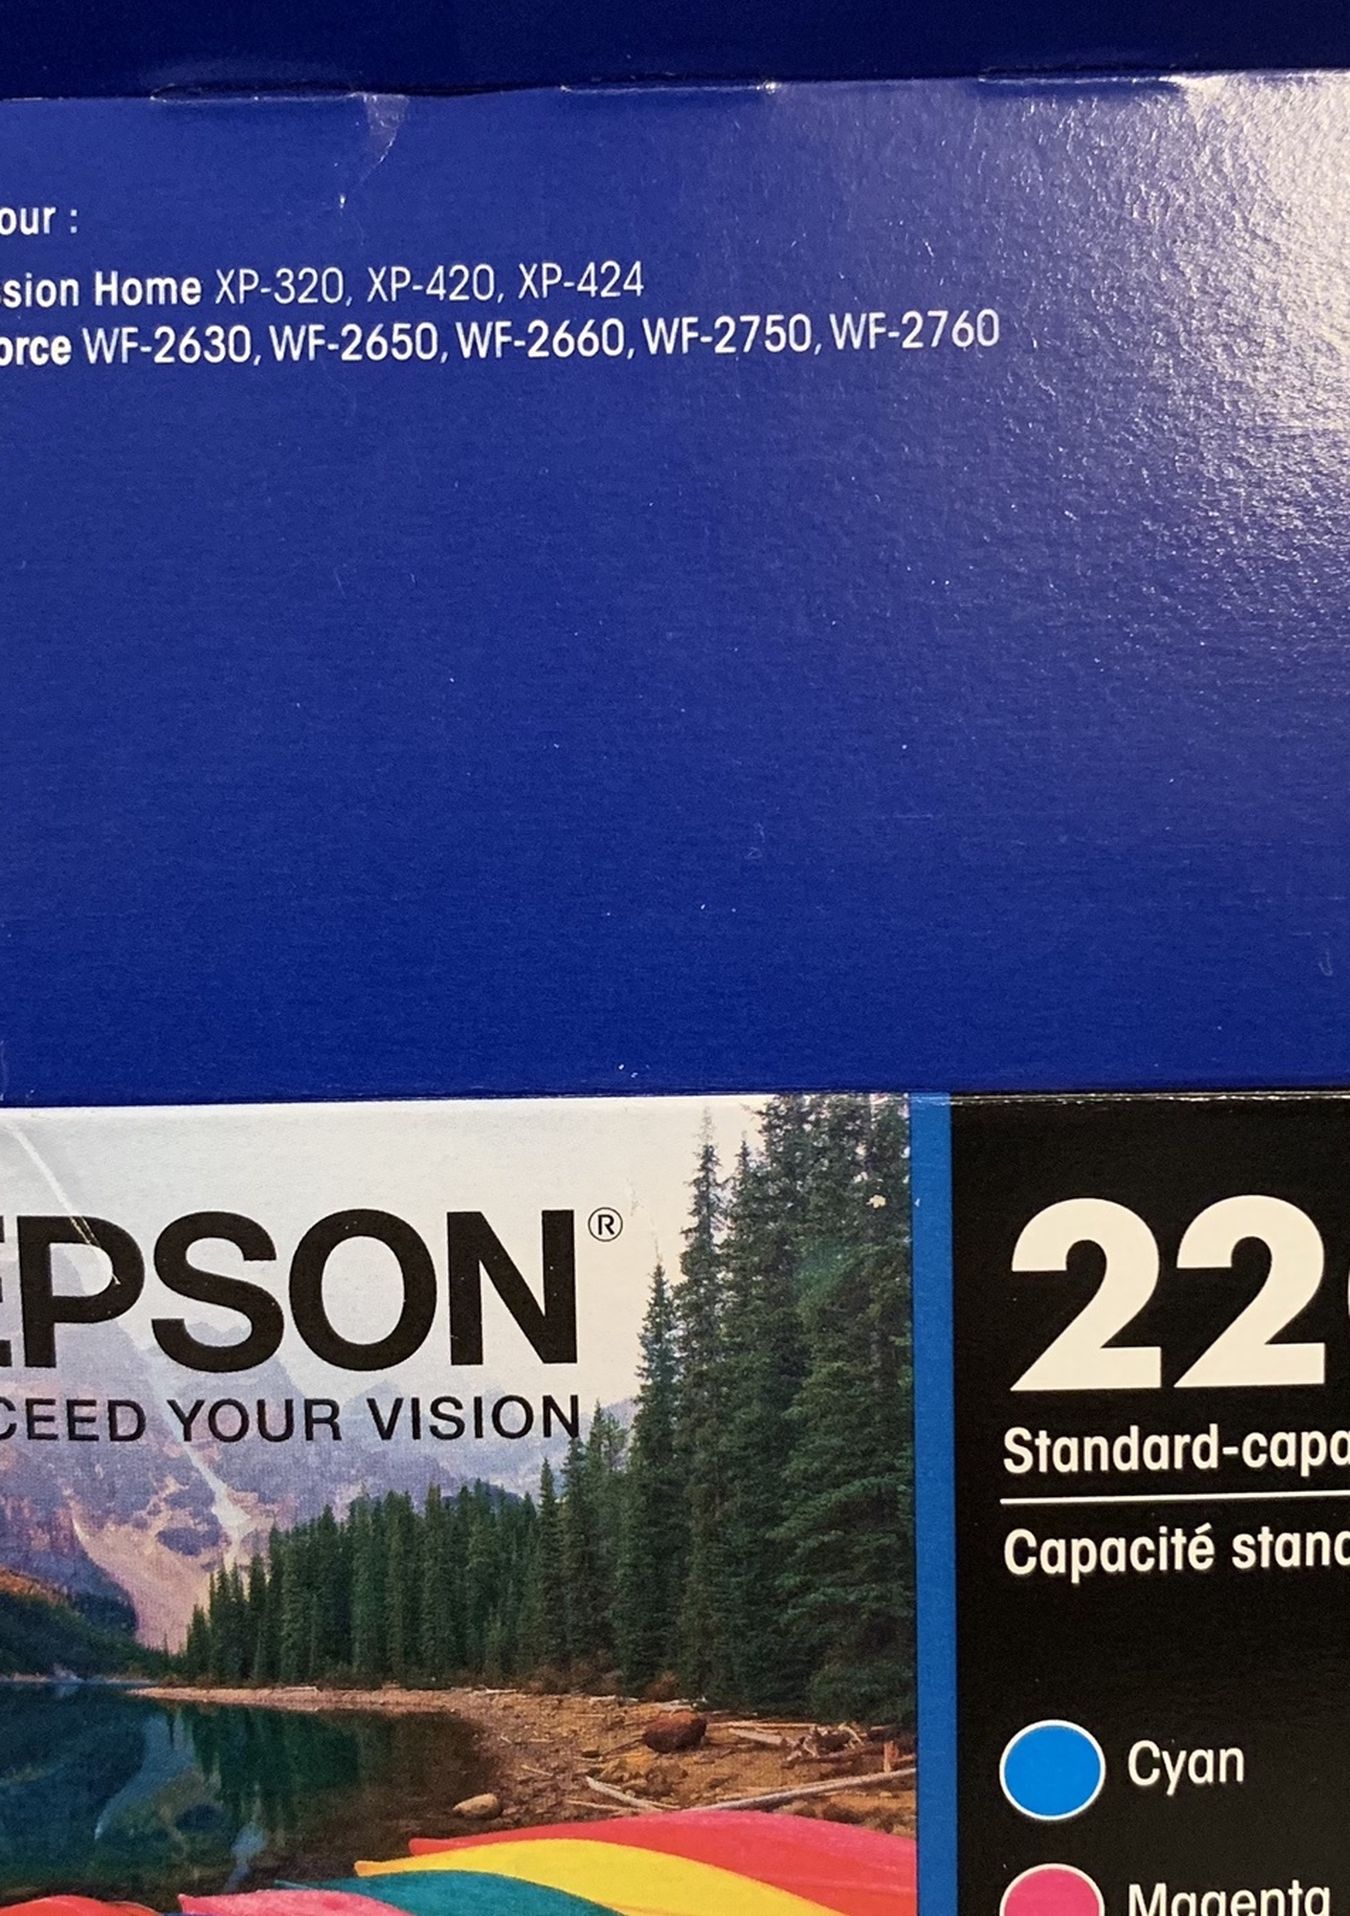 our :
sion Home XP-320, XP-420, XP-424
orce WF-2630, WF-2650, WF-2660, WF-2750, WF-2760
EPSON®
CEED YOUR VISION
22
Standard-capa
Capacité stand
Cyan
Magenta